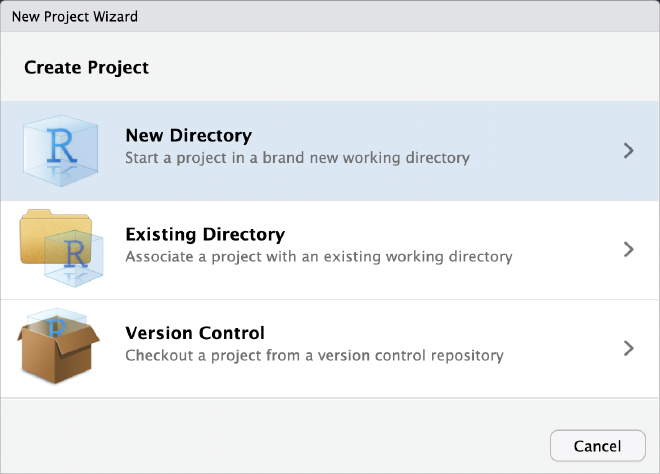 New Project Wizard
Create Project
R
New Directory
Start a project in a brand new working directory
R
Existing Directory
Associate a project with an existing working directory
R
Version Control
Checkout a project from a version control repository
Cancel